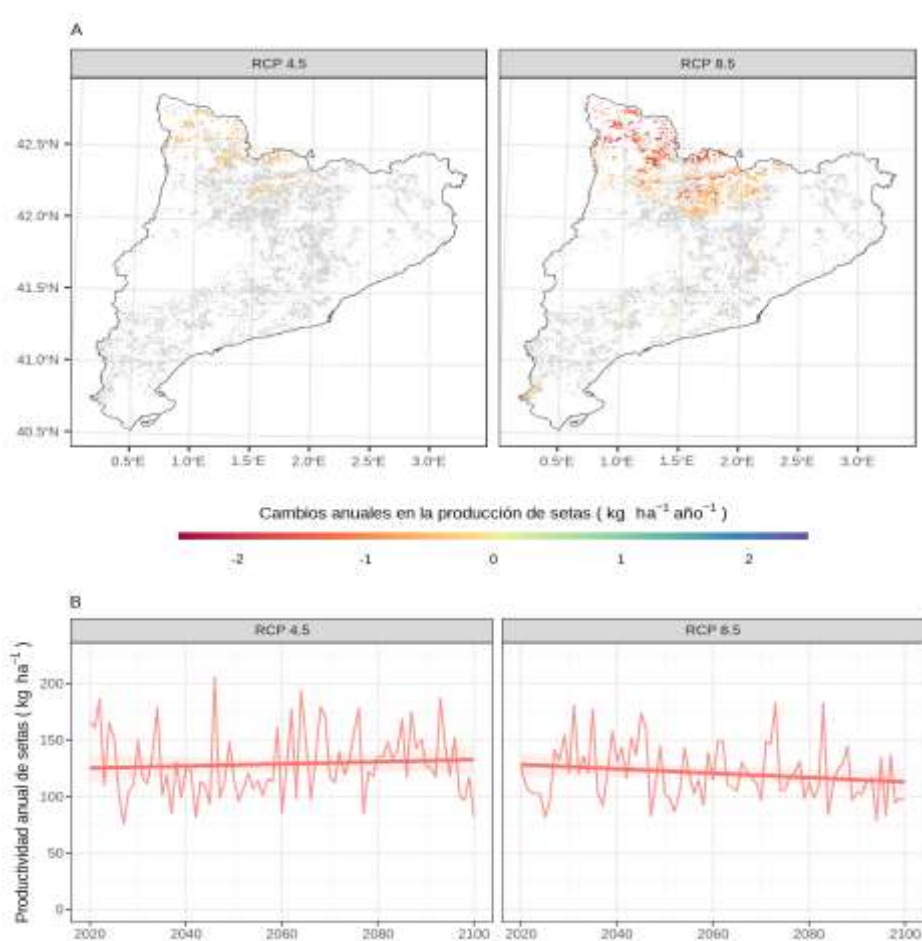 A
RCP 4.5
RCP 8.5
42.5°N
42.0°N
41.5°N
41.0°N
40.5°N
0.5°E 1.0°E 1.5°E 2.0°E 2.5°E 3.0°E
0.5°E 1.0°E 1.5°E 2.0°E 2.5°E 3.0°E
Cambios anuales en la producción de setas ( kg ha⁻¹ año⁻¹ )
-2 -1 0 1 2
B
RCP 4.5
RCP 8.5
Productividad anual de setas ( kg ha⁻¹ )
200
150
100
50
0
2020 2040 2060 2080 2100
2020 2040 2060 2080 2100